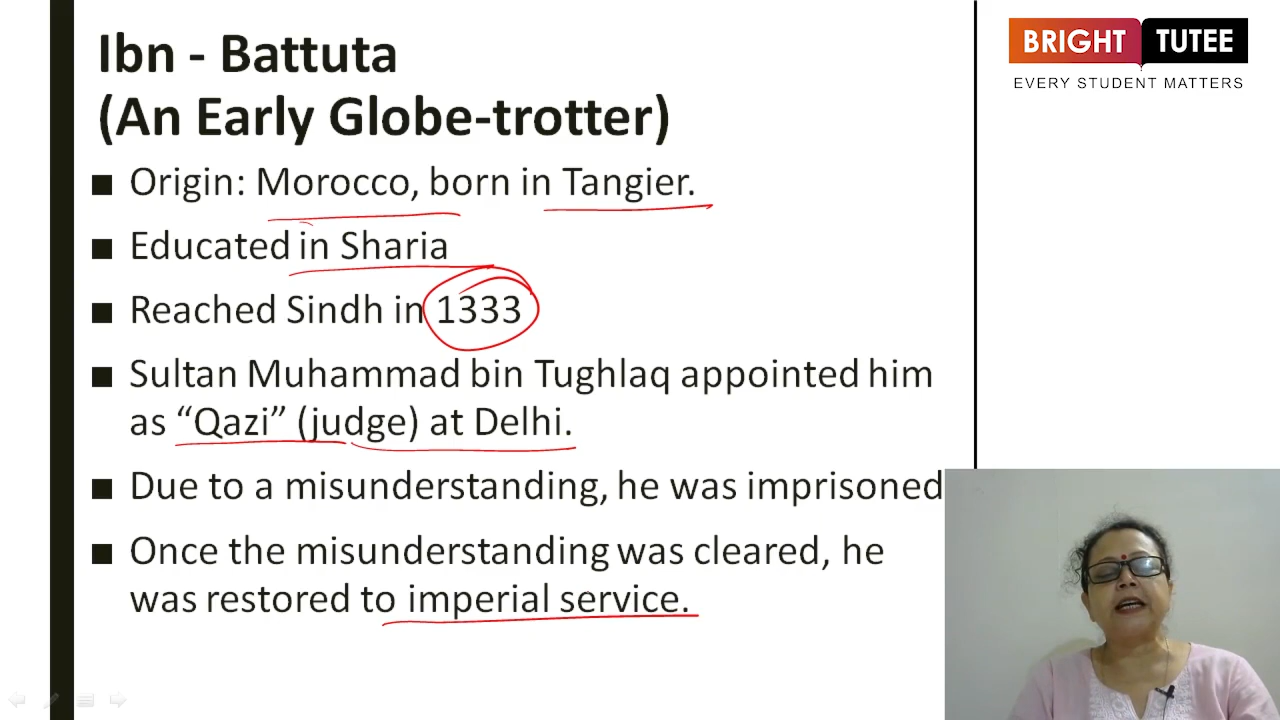 Ibn - Battuta
(An Early Globe-trotter)
■ Origin: Morocco, born in Tangier.
■ Educated in Sharia
■ Reached Sindh in 1333
■ Sultan Muhammad bin Tughlaq appointed him
as “Qazi” (judge) at Delhi.
■ Due to a misunderstanding, he was imprisoned
■ Once the misunderstanding was cleared, he
was restored to imperial service.
BRIGHT TUTEE
EVERY STUDENT MATTERS